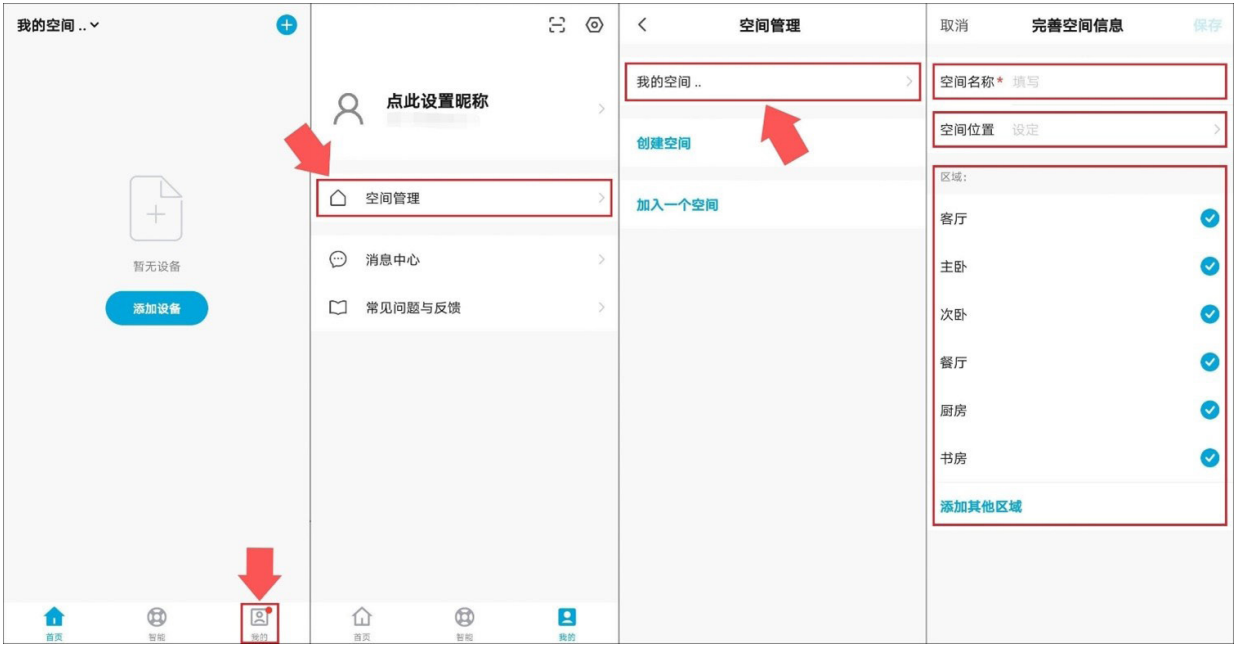 我的空间 ..
暂无设备
添加设备
首页
智能
我的
点此设置昵称
空间管理
消息中心
常见问题与反馈
首页
智能
我的
空间管理
我的空间 ..
创建空间
加入一个空间
取消
完善空间信息
保存
空间名称* 填写
空间位置 设定
区域:
客厅
主卧
次卧
餐厅
厨房
书房
添加其他区域